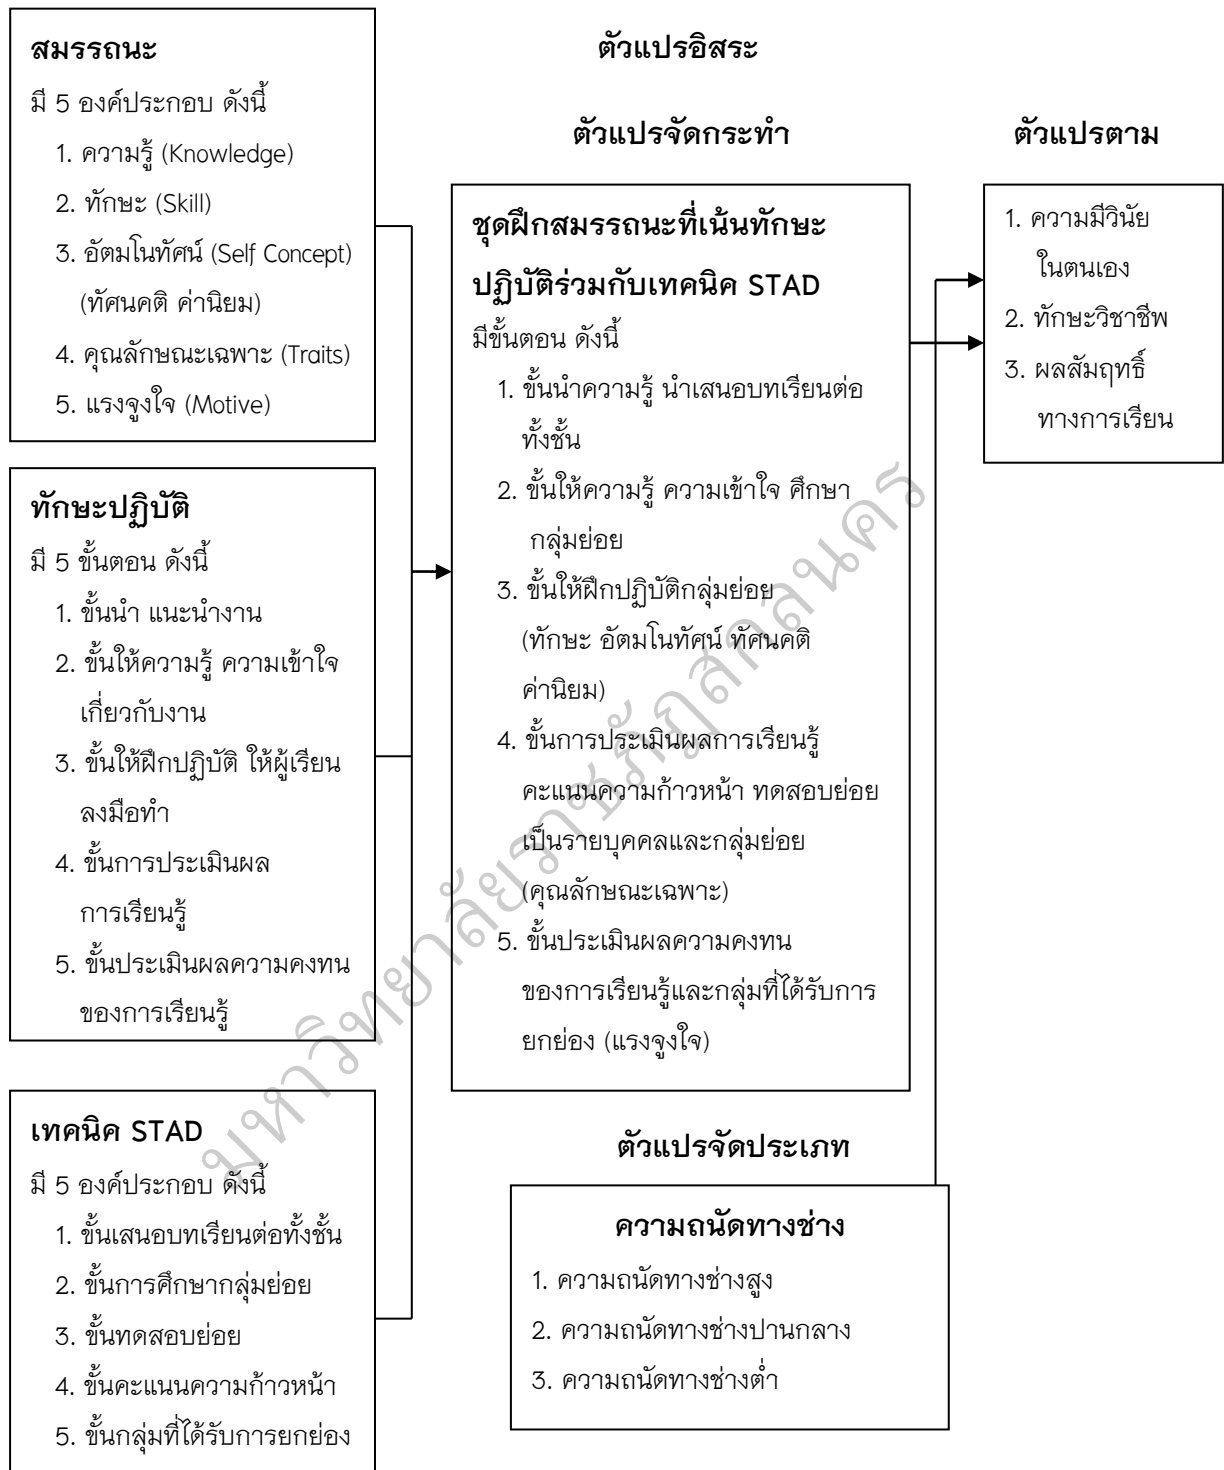 สมรรถนะ
มี 5 องค์ประกอบ ดังนี้
1. ความรู้ (Knowledge)
2. ทักษะ (Skill)
3. อัตมโนทัศน์ (Self Concept)
(ทัศนคติ ค่านิยม)
4. คุณลักษณะเฉพาะ (Traits)
5. แรงจูงใจ (Motive)
ทักษะปฏิบัติ
มี 5 ขั้นตอน ดังนี้
1. ขั้นนำ แนะนำงาน
2. ขั้นให้ความรู้ ความเข้าใจ
เกี่ยวกับงาน
3. ขั้นให้ฝึกปฏิบัติ ให้ผู้เรียน
ลงมือทำ
4. ขั้นการประเมินผล
การเรียนรู้
5. ขั้นประเมินผลความคงทน
ของการเรียนรู้
เทคนิค STAD
มี 5 องค์ประกอบ ดังนี้
1. ขั้นเสนอบทเรียนต่อทั้งชั้น
2. ขั้นการศึกษากลุ่มย่อย
3. ขั้นทดสอบย่อย
4. ขั้นคะแนนความก้าวหน้า
5. ขั้นกลุ่มที่ได้รับการยกย่อง
ตัวแปรอิสระ
ตัวแปรจัดกระทำ
ชุดฝึกสมรรถนะที่เน้นทักษะ
ปฏิบัติร่วมกับเทคนิค STAD
มีขั้นตอน ดังนี้
1. ขั้นนำความรู้ นำเสนอบทเรียนต่อ
ทั้งชั้น
2. ขั้นให้ความรู้ ความเข้าใจ ศึกษา
กลุ่มย่อย
3. ขั้นให้ฝึกปฏิบัติกลุ่มย่อย
(ทักษะ อัตมโนทัศน์ ทัศนคติ
ค่านิยม)
4. ขั้นการประเมินผลการเรียนรู้
คะแนนความก้าวหน้า ทดสอบย่อย
เป็นรายบุคคลและกลุ่มย่อย
(คุณลักษณะเฉพาะ)
5. ขั้นประเมินผลความคงทน
ของการเรียนรู้และกลุ่มที่ได้รับการ
ยกย่อง (แรงจูงใจ)
ตัวแปรจัดประเภท
ความถนัดทางช่าง
1. ความถนัดทางช่างสูง
2. ความถนัดทางช่างปานกลาง
3. ความถนัดทางช่างต่ำ
ตัวแปรตาม
1. ความมีวินัย
ในตนเอง
2. ทักษะวิชาชีพ
3. ผลสัมฤทธิ์
ทางการเรียน
มหาวิทยาลัยราชภัฏสกลนคร